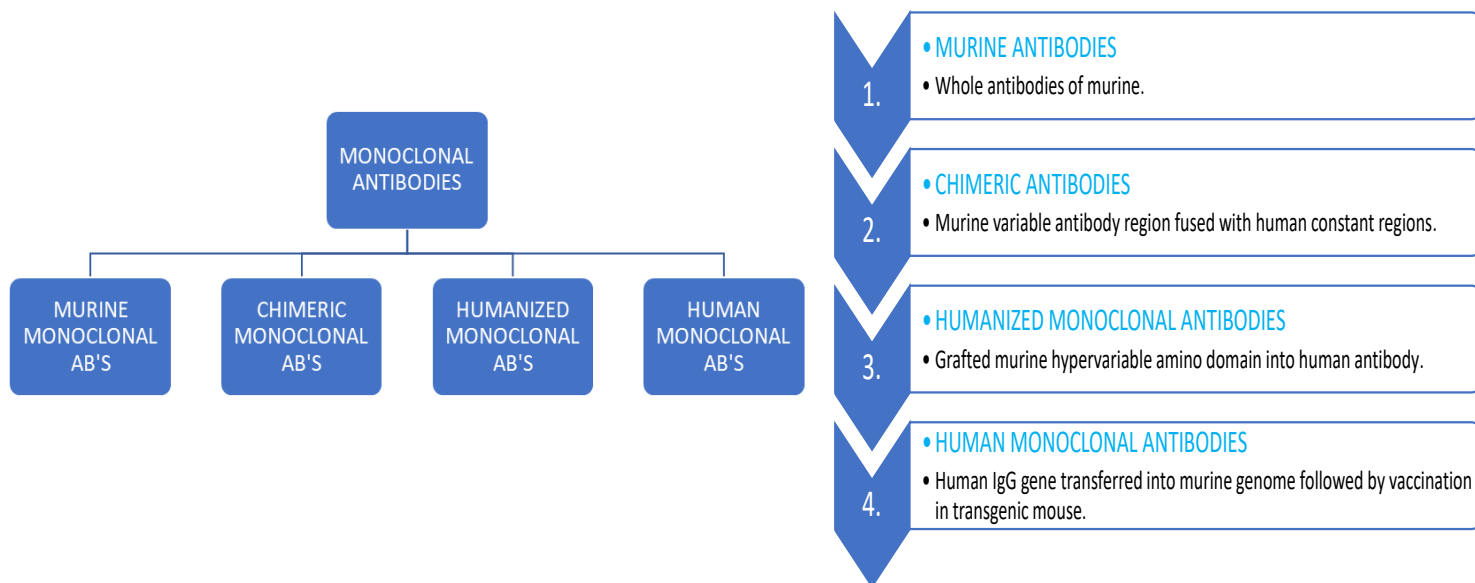 MONOCLONAL
ANTIBODIES
MURINE
MONOCLONAL
AB'S
CHIMERIC
MONOCLONAL
AB'S
HUMANIZED
MONOCLONAL
AB'S
HUMAN
MONOCLONAL
AB'S
1.
• MURINE ANTIBODIES
• Whole antibodies of murine.
2.
• CHIMERIC ANTIBODIES
• Murine variable antibody region fused with human constant regions.
3.
• HUMANIZED MONOCLONAL ANTIBODIES
• Grafted murine hypervariable amino domain into human antibody.
4.
• HUMAN MONOCLONAL ANTIBODIES
• Human IgG gene transferred into murine genome followed by vaccination
in transgenic mouse.